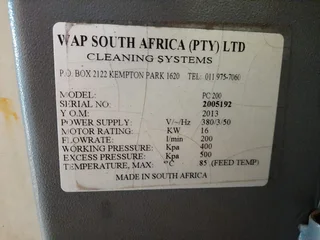 WAP SOUTH AFRICA (PTY) LTD
CLEANING SYSTEMS
P.O. BOX 2122 KEMPTON PARK 1620 TEL: 011 975-7060
MODEL: PC 200
SERIAL NO: 2005192
Y O.M: 2013
POWER SUPPLY: V/~/Hz 380/3/50
MOTOR RATING: KW 16
FLOWRATE: l/min 200
WORKING PRESSURE: Kpa 400
EXCESS PRESSURE: Kpa 500
TEMPERATURE, MAX: °C 85 (FEED TEMP)
MADE IN SOUTH AFRICA